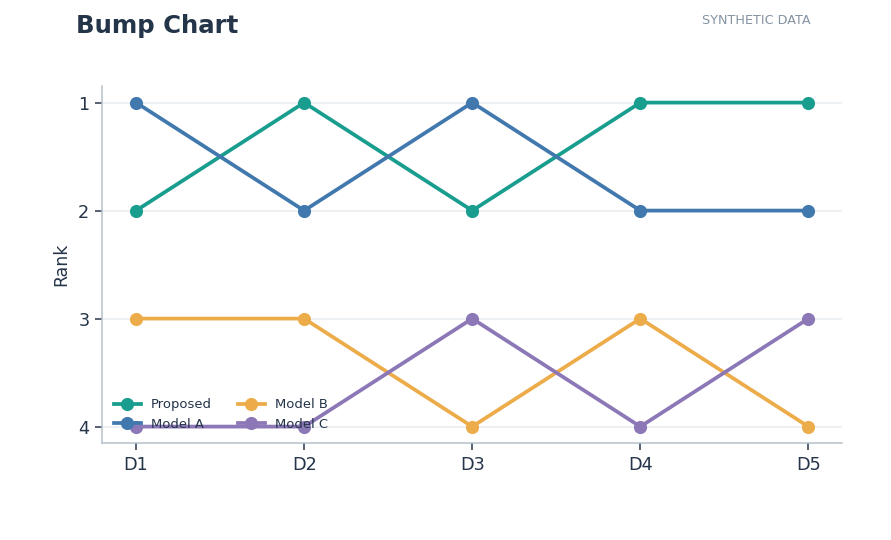 Bump Chart
SYNTHETIC DATA
Rank
1
2
3
4
Proposed
Model A
Model B
Model C
D1 D2 D3 D4 D5